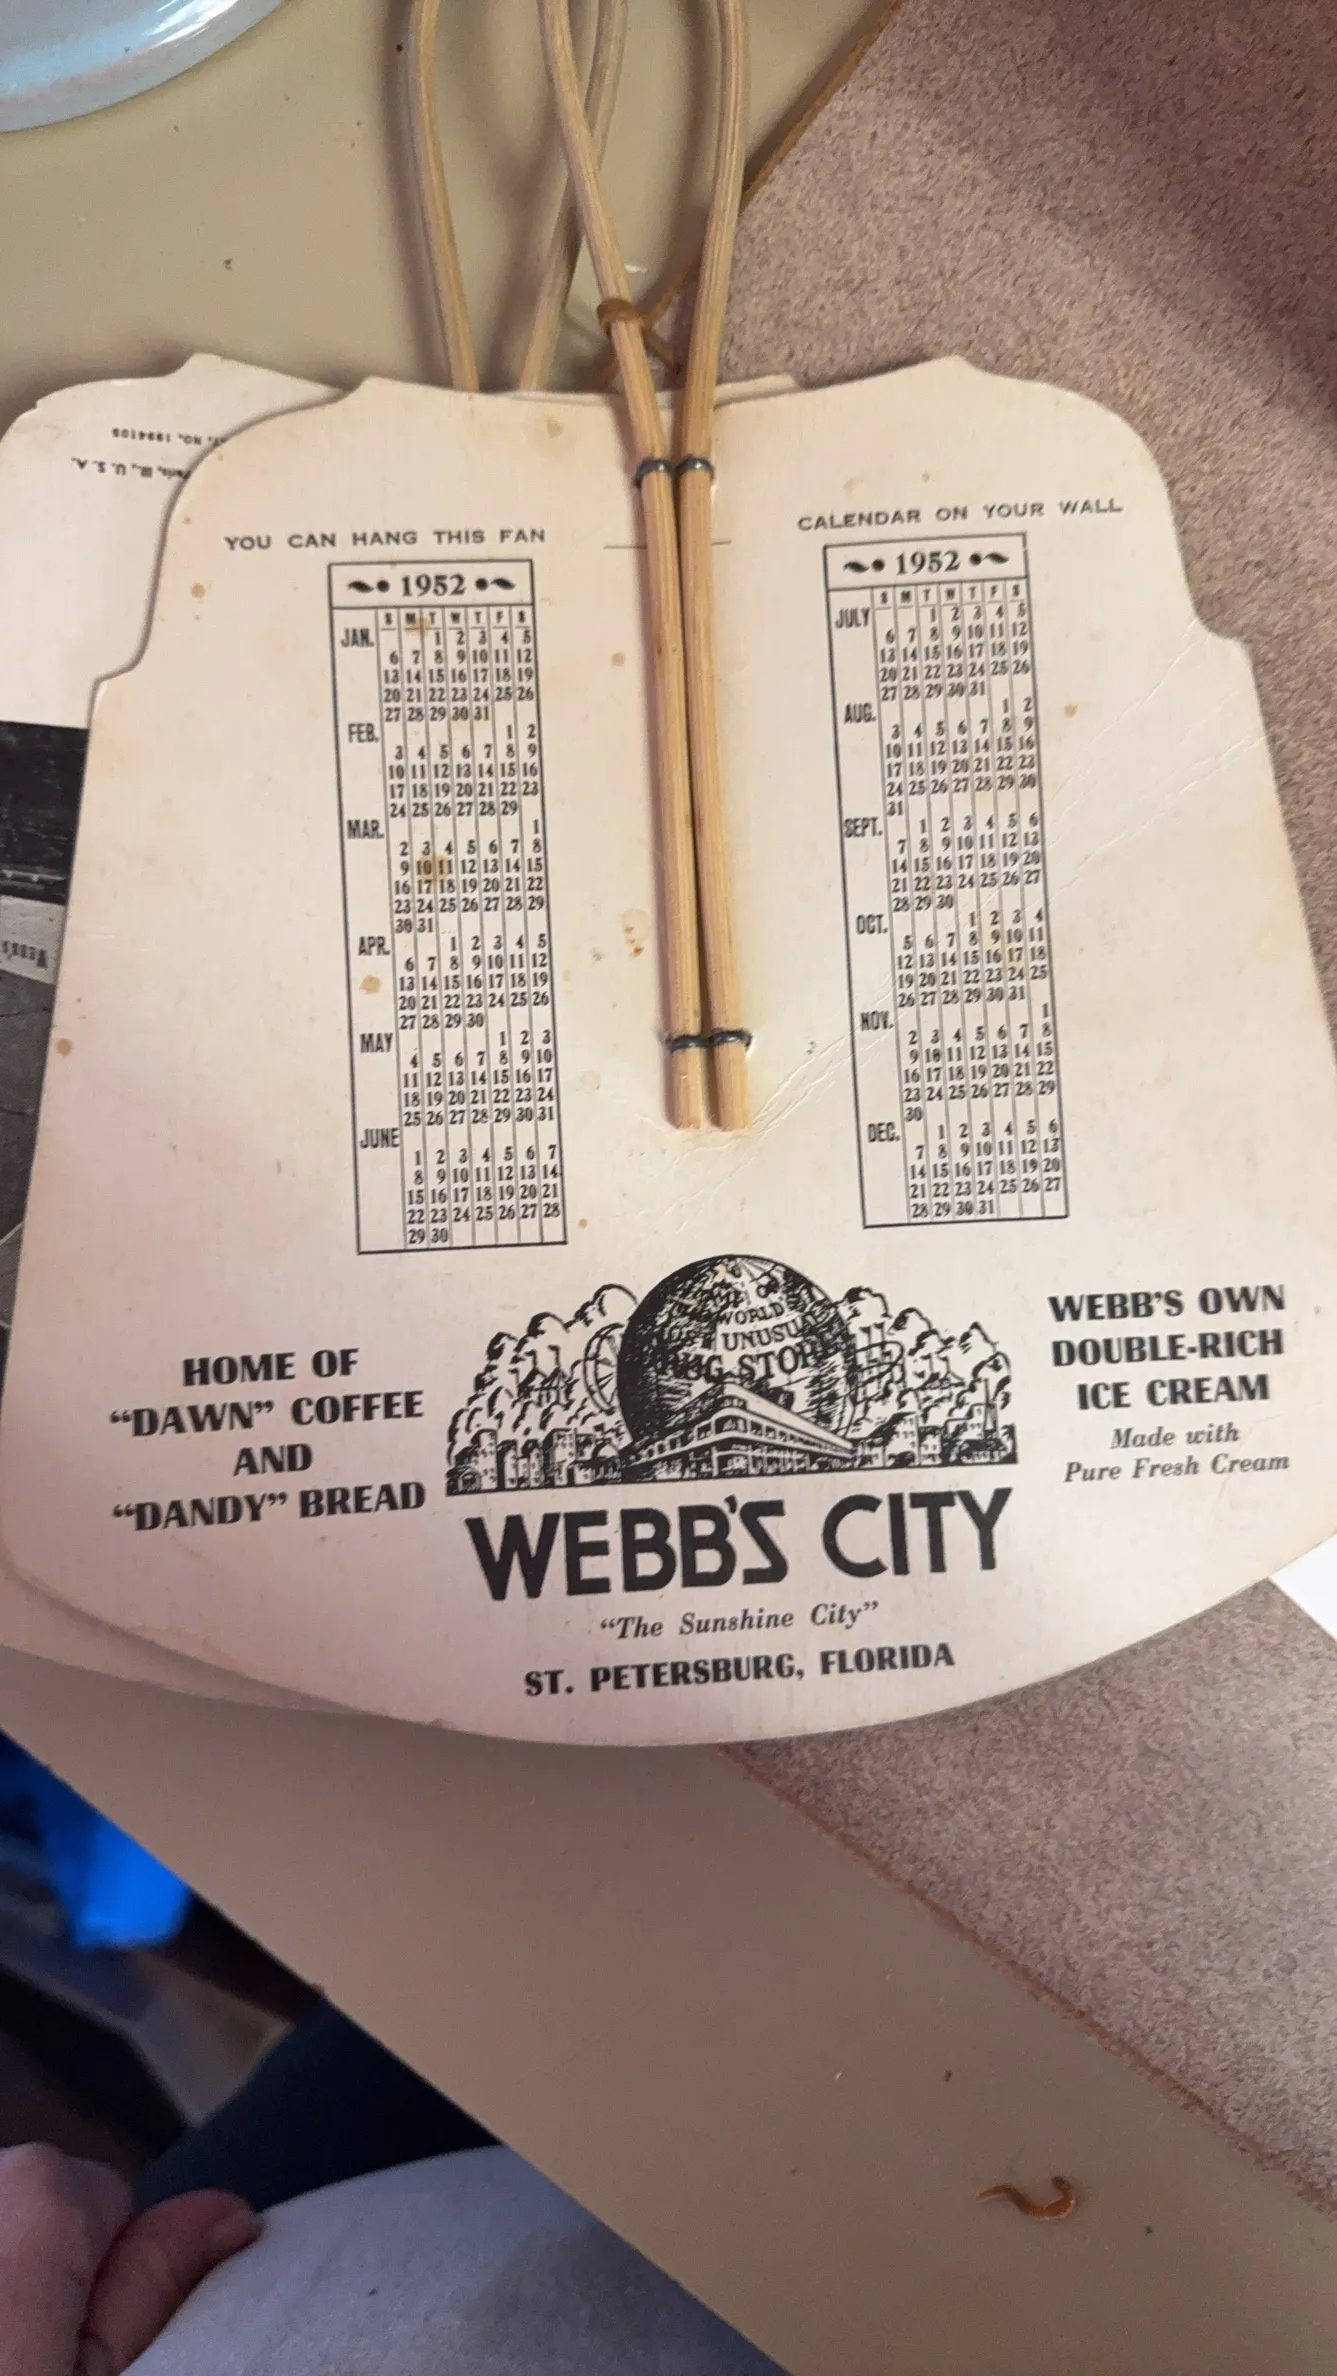 YOU CAN HANG THIS FAN
CALENDAR ON YOUR WALL
1952
S M T W T F S
JAN.
1 2 3 4 5
6 7 8 9 10 11 12
13 14 15 16 17 18 19
20 21 22 23 24 25 26
27 28 29 30 31
FEB.
1 2
3 4 5 6 7 8 9
10 11 12 13 14 15 16
17 18 19 20 21 22 23
24 25 26 27 28 29
MAR.
1
2 3 4 5 6 7 8
9 10 11 12 13 14 15
16 17 18 19 20 21 22
23 24 25 26 27 28 29
30 31
APR.
1 2 3 4 5
6 7 8 9 10 11 12
13 14 15 16 17 18 19
20 21 22 23 24 25 26
27 28 29 30
MAY
1 2 3
4 5 6 7 8 9 10
11 12 13 14 15 16 17
18 19 20 21 22 23 24
25 26 27 28 29 30 31
JUNE
1 2 3 4 5 6 7
8 9 10 11 12 13 14
15 16 17 18 19 20 21
22 23 24 25 26 27 28
29 30
1952
S M T W T F S
JULY
1 2 3 4 5
6 7 8 9 10 11 12
13 14 15 16 17 18 19
20 21 22 23 24 25 26
27 28 29 30 31
AUG.
1 2
3 4 5 6 7 8 9
10 11 12 13 14 15 16
17 18 19 20 21 22 23
24 25 26 27 28 29 30
31
SEPT.
1 2 3 4 5 6
7 8 9 10 11 12 13
14 15 16 17 18 19 20
21 22 23 24 25 26 27
28 29 30
OCT.
1 2 3 4
5 6 7 8 9 10 11
12 13 14 15 16 17 18
19 20 21 22 23 24 25
26 27 28 29 30 31
NOV.
1
2 3 4 5 6 7 8
9 10 11 12 13 14 15
16 17 18 19 20 21 22
23 24 25 26 27 28 29
30
DEC.
1 2 3 4 5 6
7 8 9 10 11 12 13
14 15 16 17 18 19 20
21 22 23 24 25 26 27
28 29 30 31
HOME OF
“DAWN” COFFEE
AND
“DANDY” BREAD
WORLD
UNUSUAL
STORE
WEBB'S OWN
DOUBLE-RICH
ICE CREAM
Made with
Pure Fresh Cream
WEBB'S CITY
“The Sunshine City”
ST. PETERSBURG, FLORIDA
Paris, Ill., U. S. A.
NO. 1994105
WEBB'S